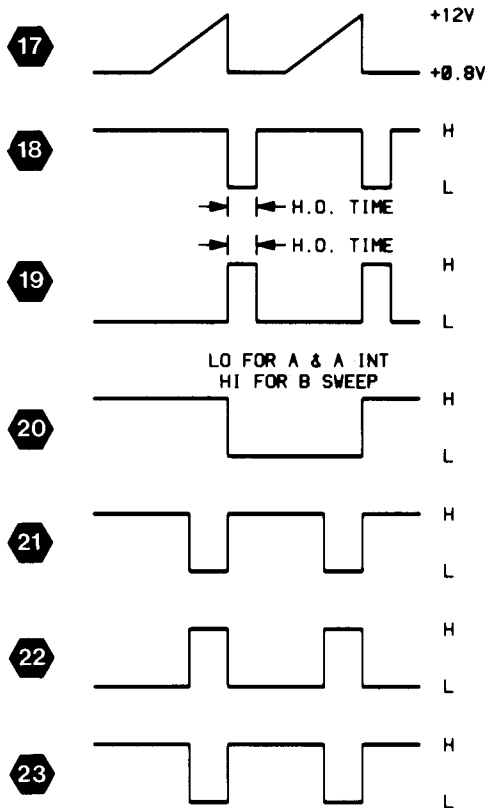 17
+12V
+0.8V
18
H
L
H.O. TIME
H.O. TIME
19
H
L
LO FOR A & A INT
HI FOR B SWEEP
20
H
L
21
H
L
22
H
L
23
H
L